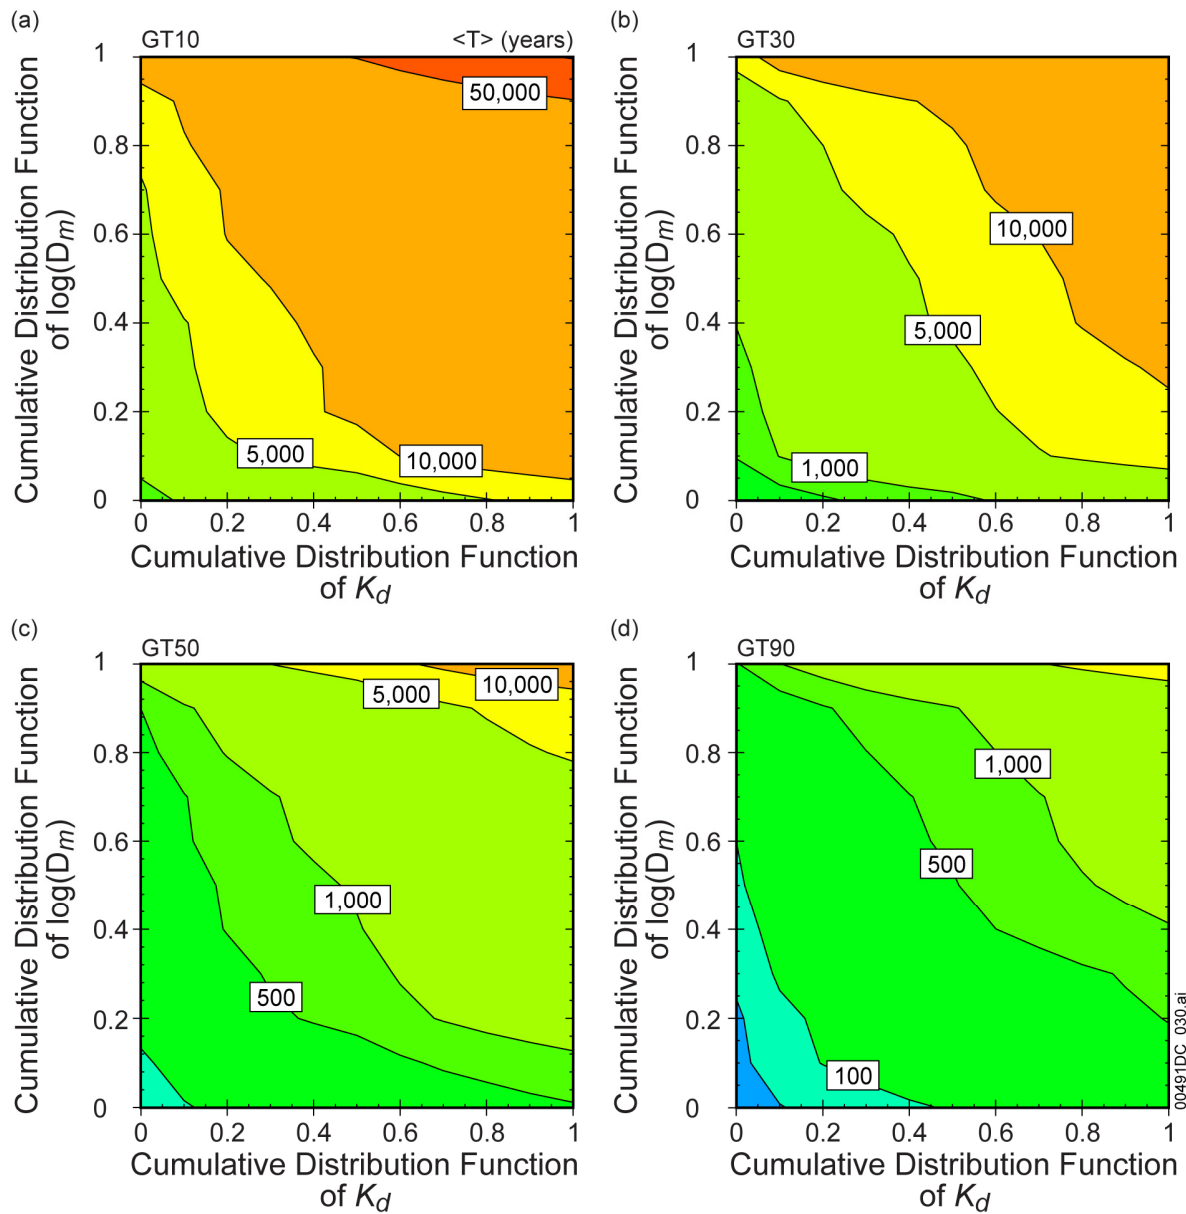 (a)
GT10 <T> (years)
Cumulative Distribution Function
of log(Dm)
1
0.8
0.6
0.4
0.2
0
50,000
5,000
10,000
0 0.2 0.4 0.6 0.8 1
Cumulative Distribution Function
of Kd
(b)
GT30
Cumulative Distribution Function
of log(Dm)
1
0.8
0.6
0.4
0.2
0
10,000
5,000
1,000
0 0.2 0.4 0.6 0.8 1
Cumulative Distribution Function
of Kd
(c)
GT50
Cumulative Distribution Function
of log(Dm)
1
0.8
0.6
0.4
0.2
0
10,000
5,000
1,000
500
0 0.2 0.4 0.6 0.8 1
Cumulative Distribution Function
of Kd
(d)
GT90
Cumulative Distribution Function
of log(Dm)
1
0.8
0.6
0.4
0.2
0
1,000
500
100
0 0.2 0.4 0.6 0.8 1
Cumulative Distribution Function
of Kd
00491DC_030.ai